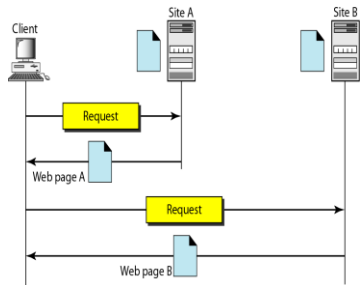 Client
Site A
Site B
Request
Web page A
Request
Web page B